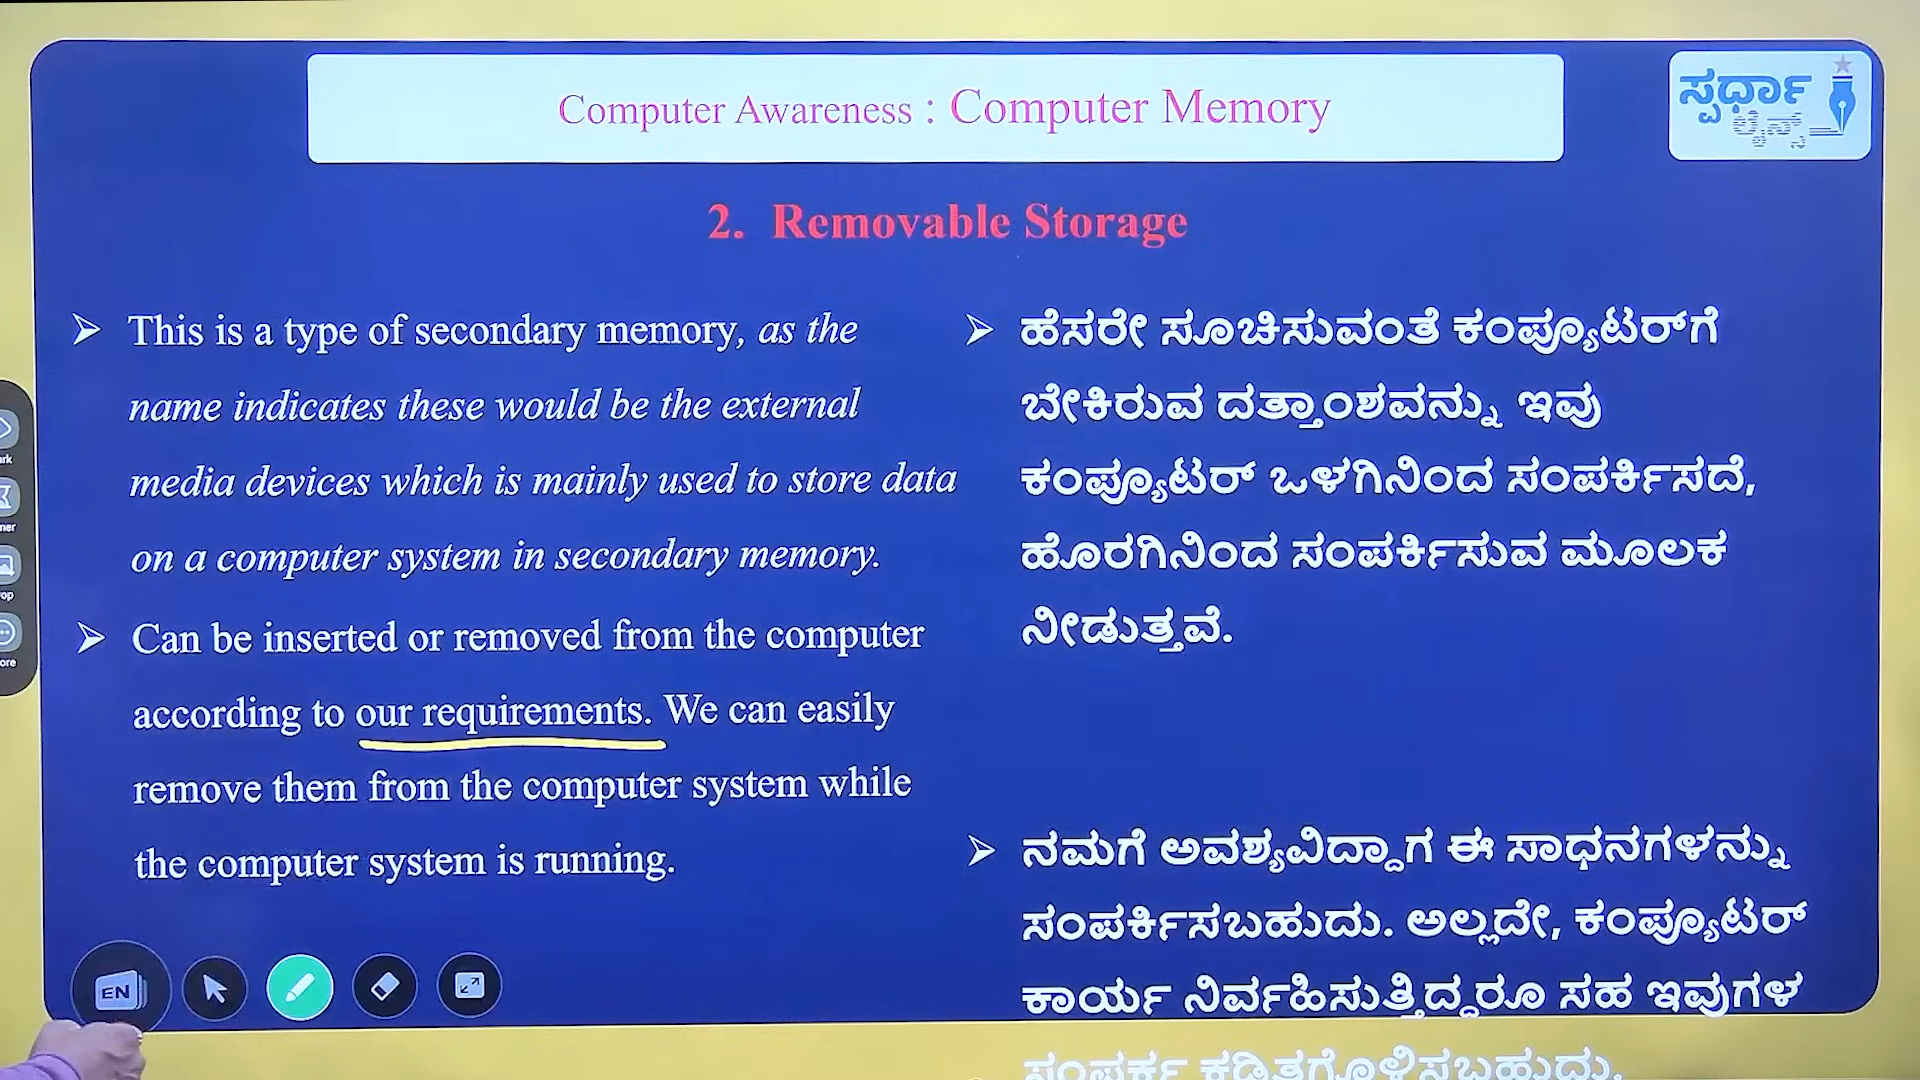 Computer Awareness : Computer Memory
ಸ್ಪರ್ಧಾ
2. Removable Storage
➢ This is a type of secondary memory, as the
name indicates these would be the external
media devices which is mainly used to store data
on a computer system in secondary memory.
➢ Can be inserted or removed from the computer
according to our requirements. We can easily
remove them from the computer system while
the computer system is running.
➢ ಹೆಸರೇ ಸೂಚಿಸುವಂತೆ ಕಂಪ್ಯೂಟರ್‌ಗೆ
ಬೇಕಿರುವ ದತ್ತಾಂಶವನ್ನು ಇವು
ಕಂಪ್ಯೂಟರ್ ಒಳಗಿನಿಂದ ಸಂಪರ್ಕಿಸದೆ,
ಹೊರಗಿನಿಂದ ಸಂಪರ್ಕಿಸುವ ಮೂಲಕ
ನೀಡುತ್ತವೆ.
➢ ನಮಗೆ ಅವಶ್ಯವಿದ್ದಾಗ ಈ ಸಾಧನಗಳನ್ನು
ಸಂಪರ್ಕಿಸಬಹುದು. ಅಲ್ಲದೇ, ಕಂಪ್ಯೂಟರ್
ಕಾರ್ಯ ನಿರ್ವಹಿಸುತ್ತಿದ್ದರೂ ಸಹ ಇವುಗಳ
ಸಂಪರ್ಕ ಕಡಿತಗೊಳಿಸಬಹುದು.
EN